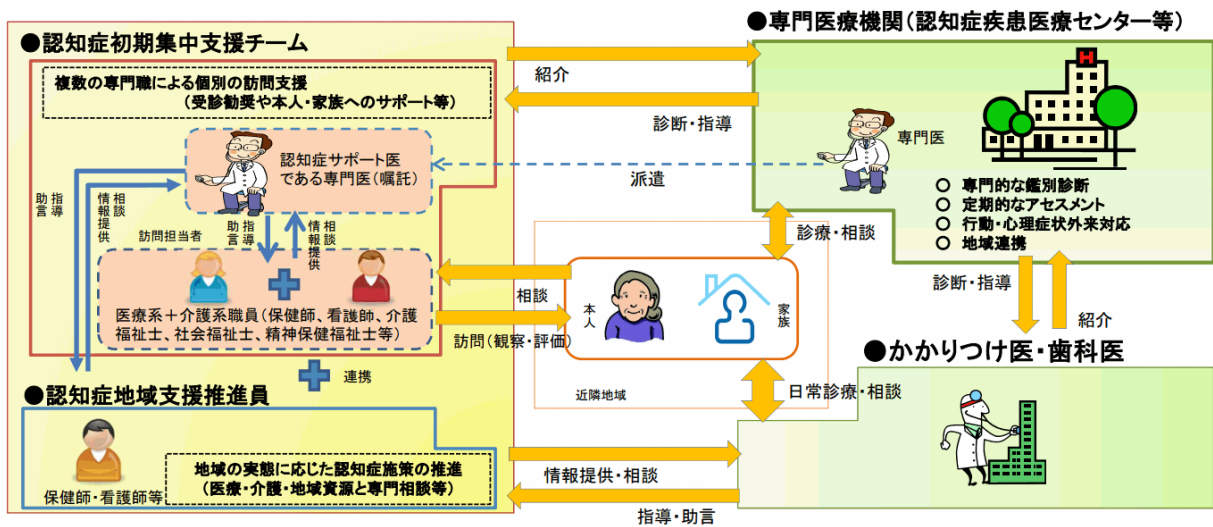 ●認知症初期集中支援チーム
複数の専門職による個別の訪問支援
（受診勧奨や本人・家族へのサポート等）
認知症サポート医
である専門医（嘱託）
指導
助言
相談
情報提供
訪問担当者
指導
助言
相談
情報提供
医療系＋介護系職員（保健師、看護師、介護
福祉士、社会福祉士、精神保健福祉士等）
連携
●認知症地域支援推進員
保健師・看護師等
地域の実態に応じた認知症施策の推進
（医療・介護・地域資源と専門相談等）
紹介
診断・指導
派遣
相談
訪問（観察・評価）
本人
家族
近隣地域
診療・相談
日常診療・相談
情報提供・相談
指導・助言
●専門医療機関（認知症疾患医療センター等）
H
専門医
○ 専門的な鑑別診断
○ 定期的なアセスメント
○ 行動・心理症状外来対応
○ 地域連携
診断・指導
紹介
●かかりつけ医・歯科医